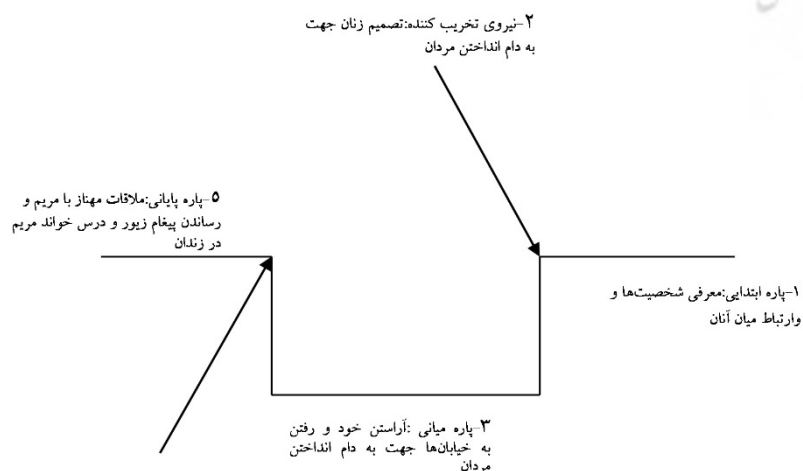 ۲-نیروی تخریب کننده:تصمیم زنان جهت
به دام انداختن مردان
۵-پاره پایانی:ملاقات مهناز با مریم و
رساندن پیغام زیور و درس خواند مریم
در زندان
۱-پاره ابتدایی:معرفی شخصیت‌ها و
وارتباط میان آنان
۳-پاره میانی :آراستن خود و رفتن
به خیابان‌ها جهت به دام انداختن
مردان